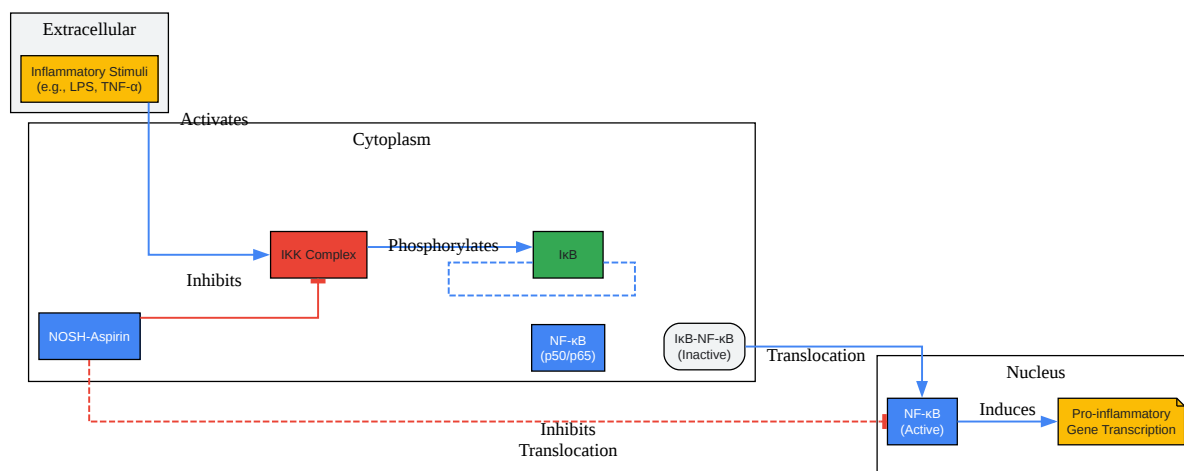 Extracellular
Inflammatory Stimuli
(e.g., LPS, TNF-α)
Activates
Cytoplasm
IKK Complex
Phosphorylates
IκB
Inhibits
NOSH-Aspirin
NF-κB
(p50/p65)
IκB-NF-κB
(Inactive)
Translocation
Nucleus
NF-κB
(Active)
Induces
Pro-inflammatory
Gene Transcription
Inhibits
Translocation